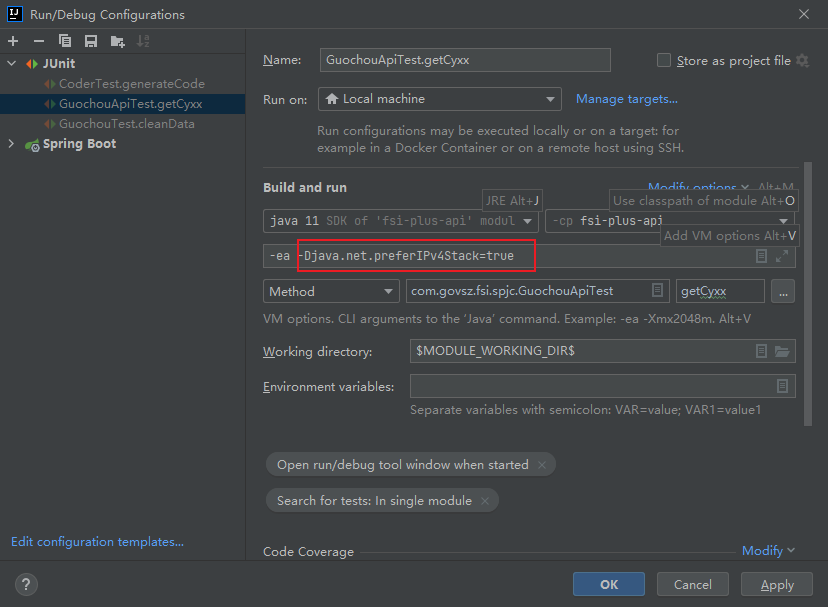 Run/Debug Configurations
JUnit
CoderTest.generateCode
GuochouApiTest.getCyxx
GuochouTest.cleanData
Spring Boot
Edit configuration templates...
Name:
GuochouApiTest.getCyxx
Store as project file
Run on:
Local machine
Manage targets...
Run configurations may be executed locally or on a target: for
example in a Docker Container or on a remote host using SSH.
Build and run
Modify options
Alt+M
JRE Alt+J
Use classpath of module Alt+O
java 11 SDK of 'fsi-plus-api' modul
-cp fsi-plus-api
Add VM options Alt+V
-ea -Djava.net.preferIPv4Stack=true
Method
com.govsz.fsi.spjc.GuochouApiTest
getCyxx
...
VM options. CLI arguments to the 'Java' command. Example: -ea -Xmx2048m. Alt+V
Working directory:
$MODULE_WORKING_DIR$
Environment variables:
Separate variables with semicolon: VAR=value; VAR1=value1
Open run/debug tool window when started
Search for tests: In single module
Code Coverage
Modify
?
OK
Cancel
Apply